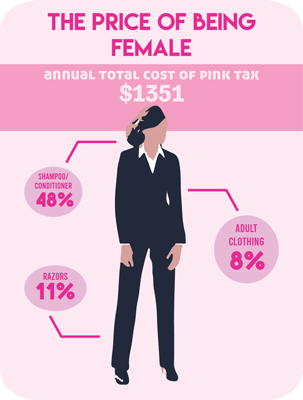 THE PRICE OF BEING
FEMALE
annual total cost of pink tax
$1351
SHAMPOO/
CONDITIONER
48%
ADULT
CLOTHING
8%
RAZORS
11%